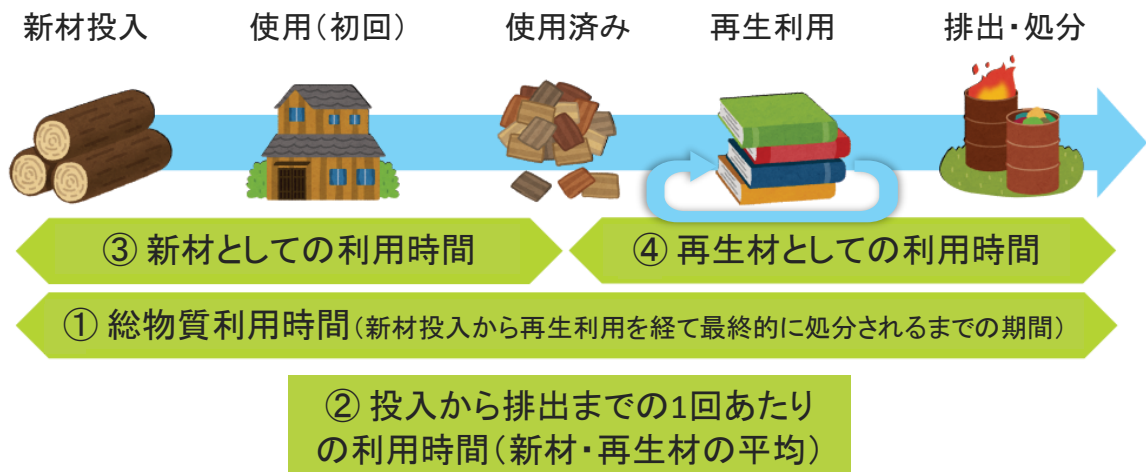 新材投入
使用(初回)
使用済み
再生利用
排出・処分
③ 新材としての利用時間
④ 再生材としての利用時間
① 総物質利用時間(新材投入から再生利用を経て最終的に処分されるまでの期間)
② 投入から排出までの1回あたり
の利用時間(新材・再生材の平均)